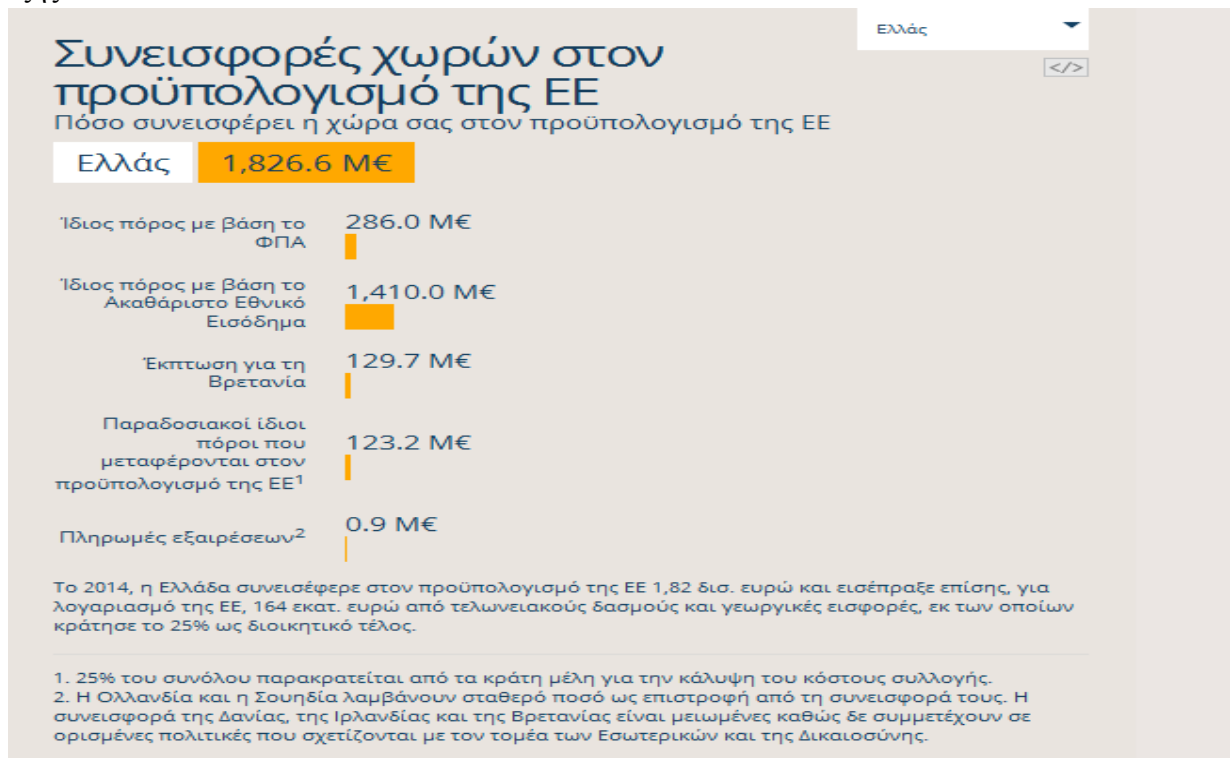 Ελλάς
Συνεισφορές χωρών στον
προϋπολογισμό της ΕΕ
</>
Πόσο συνεισφέρει η χώρα σας στον προϋπολογισμό της ΕΕ
Ελλάς 1,826.6 M€
Ίδιος πόρος με βάση το
ΦΠΑ
286.0 M€
Ίδιος πόρος με βάση το
Ακαθάριστο Εθνικό
Εισόδημα
1,410.0 M€
Έκπτωση για τη
Βρετανία
129.7 M€
Παραδοσιακοί ίδιοι
πόροι που
μεταφέρονται στον
προϋπολογισμό της ΕΕ1
123.2 M€
Πληρωμές εξαιρέσεων2
0.9 M€
Το 2014, η Ελλάδα συνεισέφερε στον προϋπολογισμό της ΕΕ 1,82 δισ. ευρώ και εισέπραξε επίσης, για
λογαριασμό της ΕΕ, 164 εκατ. ευρώ από τελωνειακούς δασμούς και γεωργικές εισφορές, εκ των οποίων
κράτησε το 25% ως διοικητικό τέλος.
1. 25% του συνόλου παρακρατείται από τα κράτη μέλη για την κάλυψη του κόστους συλλογής.
2. Η Ολλανδία και η Σουηδία λαμβάνουν σταθερό ποσό ως επιστροφή από τη συνεισφορά τους. Η
συνεισφορά της Δανίας, της Ιρλανδίας και της Βρετανίας είναι μειωμένες καθώς δε συμμετέχουν σε
ορισμένες πολιτικές που σχετίζονται με τον τομέα των Εσωτερικών και της Δικαιοσύνης.